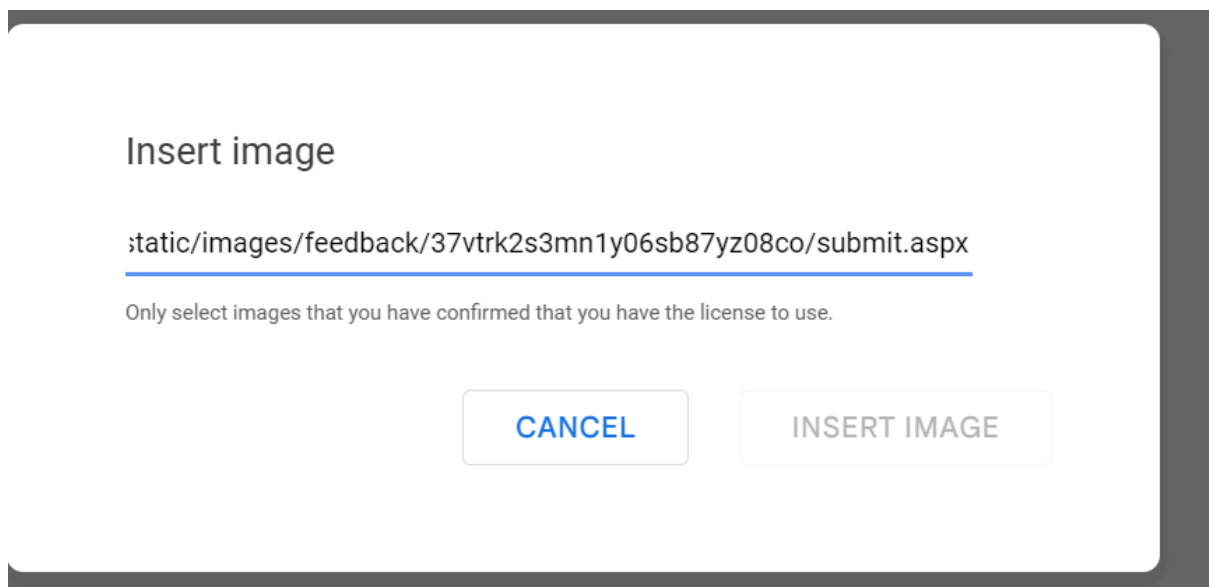 Insert image
static/images/feedback/37vtrk2s3mn1y06sb87yz08co/submit.aspx
Only select images that you have confirmed that you have the license to use.
CANCEL
INSERT IMAGE